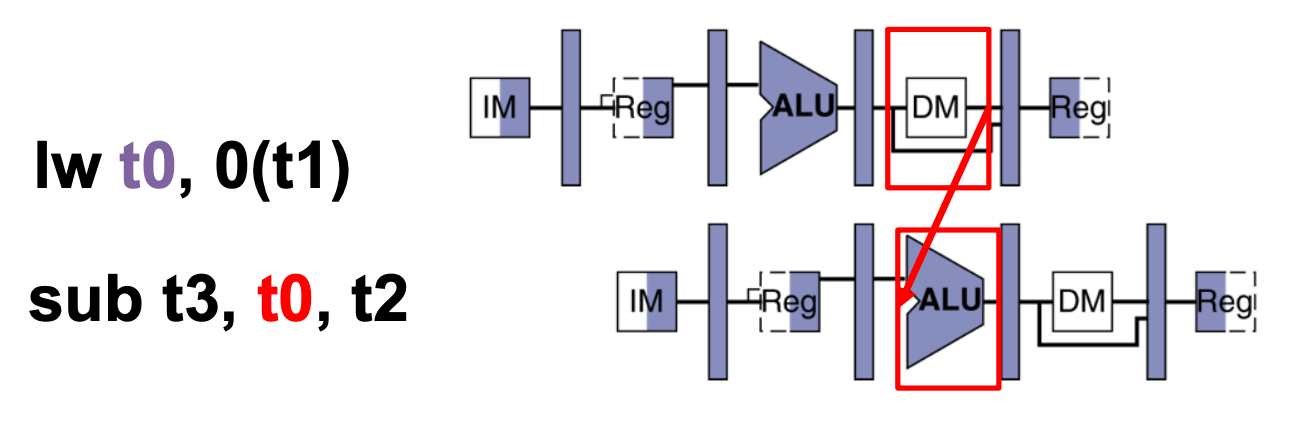 IM Reg ALU DM Reg
lw t0, 0(t1)
IM Reg ALU DM Reg
sub t3, t0, t2